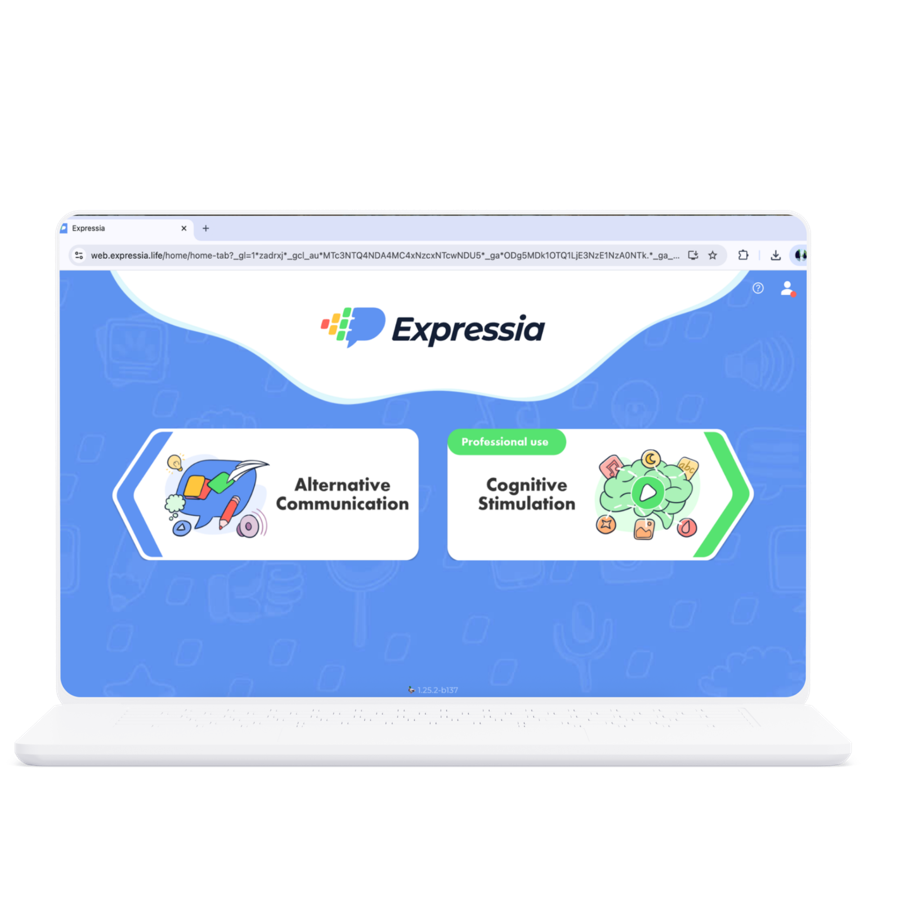 Expressia
web.expressia.life/home/home-tab?_gl=1*zadrxj*_gcl_au*MTc3NTQ4NDA4MC4xNzcxNTcwNDU5*_ga*ODg5MDk1OTQ1LjE3NzE1NzA0NTk.*_ga_...
Expressia
Professional use
Alternative
Communication
Cognitive
Stimulation
abc
1.25.2-b137